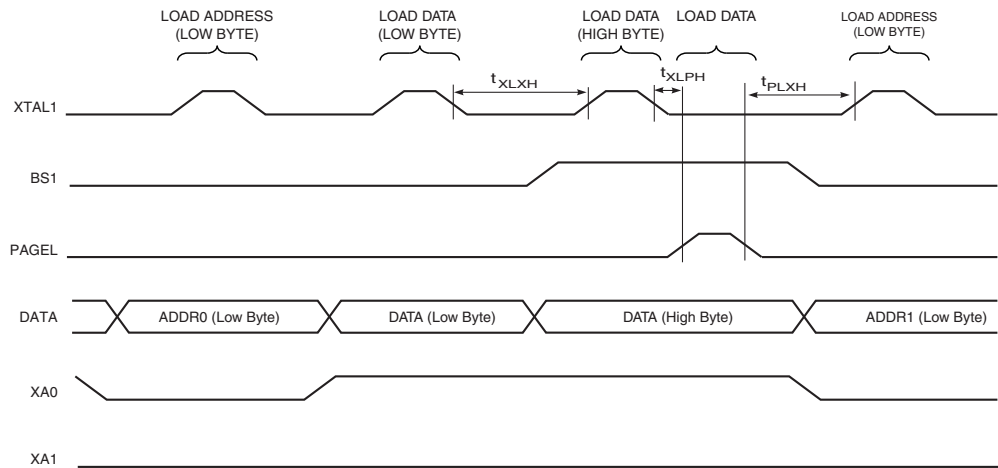 LOAD ADDRESS
(LOW BYTE)
LOAD DATA
(LOW BYTE)
LOAD DATA
(HIGH BYTE)
LOAD DATA
LOAD ADDRESS
(LOW BYTE)
tXLXH
tXLPH
tPLXH
XTAL1
BS1
PAGEL
DATA
ADDR0 (Low Byte)
DATA (Low Byte)
DATA (High Byte)
ADDR1 (Low Byte)
XA0
XA1